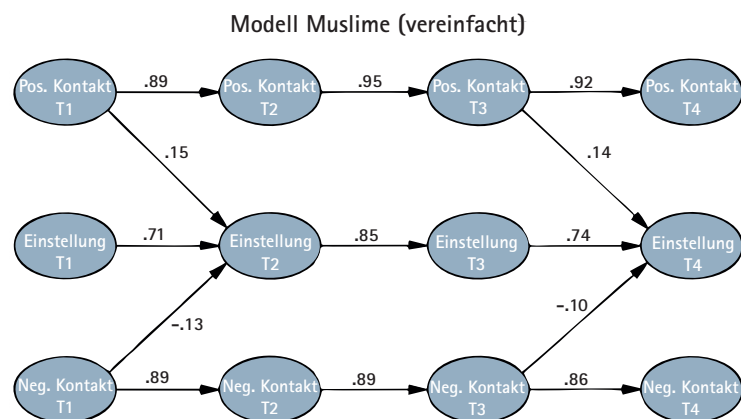 Modell Muslime (vereinfacht)
Pos. Kontakt
T1
.89
Pos. Kontakt
T2
.95
Pos. Kontakt
T3
.92
Pos. Kontakt
T4
.15
.14
Einstellung
T1
.71
Einstellung
T2
.85
Einstellung
T3
.74
Einstellung
T4
-.13
-.10
Neg. Kontakt
T1
.89
Neg. Kontakt
T2
.89
Neg. Kontakt
T3
.86
Neg. Kontakt
T4